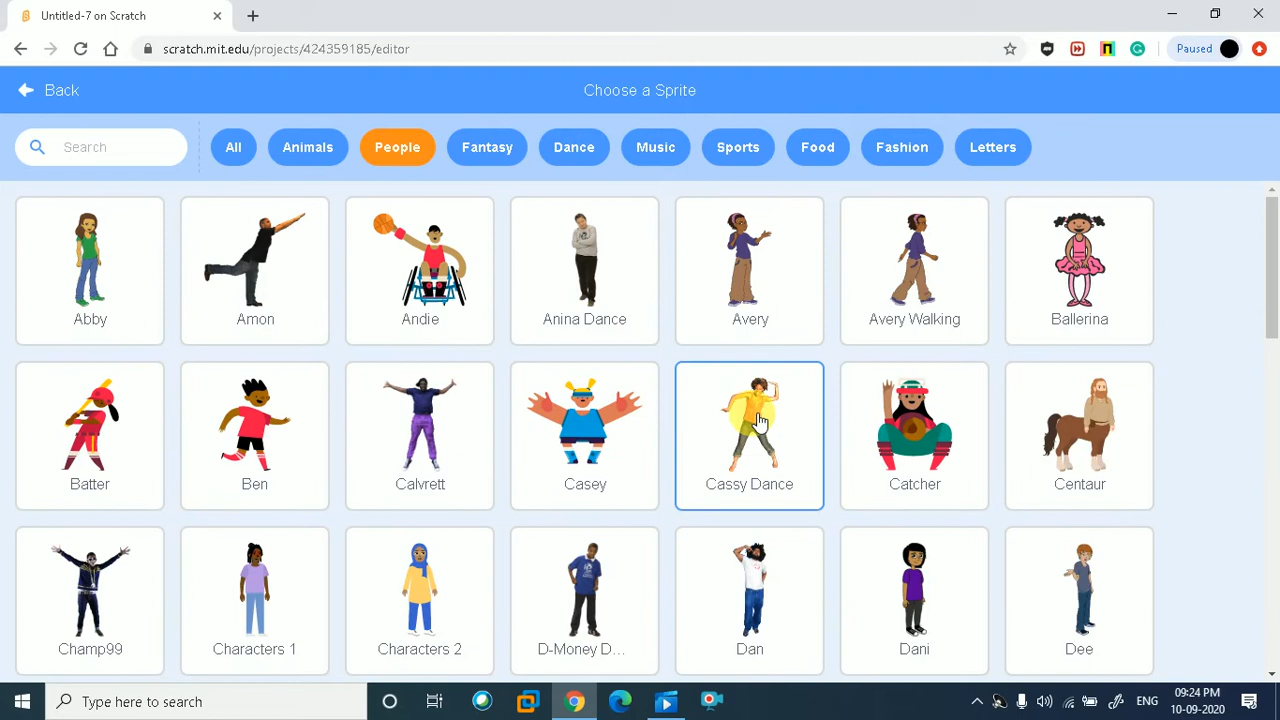 Untitled-7 on Scratch
scratch.mit.edu/projects/424359185/editor
Paused
Back
Choose a Sprite
Search
All
Animals
People
Fantasy
Dance
Music
Sports
Food
Fashion
Letters
Abby
Amon
Andie
Anina Dance
Avery
Avery Walking
Ballerina
Batter
Ben
Calvrett
Casey
Cassy Dance
Catcher
Centaur
Champ99
Characters 1
Characters 2
D-Money D...
Dan
Dani
Dee
Type here to search
ENG
09:24 PM
10-09-2020